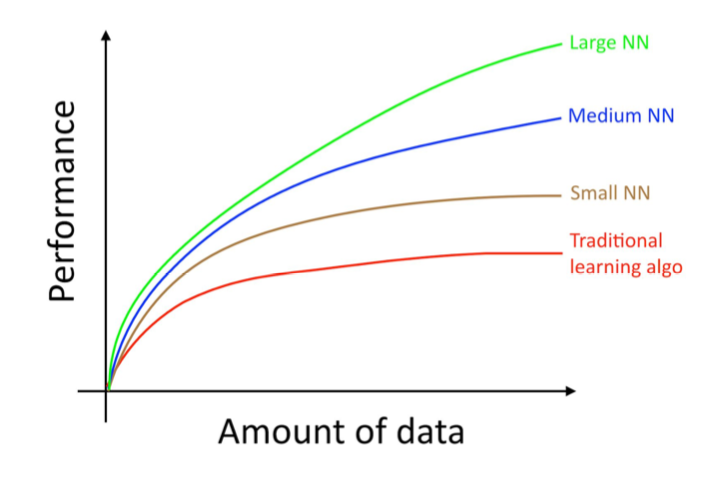 Performance
Large NN
Medium NN
Small NN
Traditional
learning algo
Amount of data